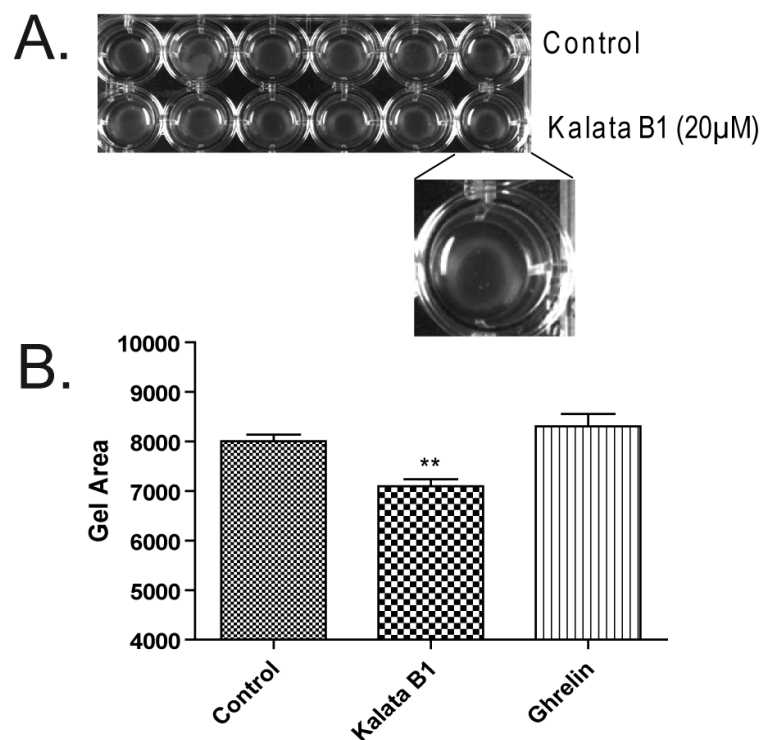 A.
Control
Kalata B1 (20µM)
B.
10000
9000
8000
7000
6000
5000
4000
Gel Area
**
Control
Kalata B1
Ghrelin